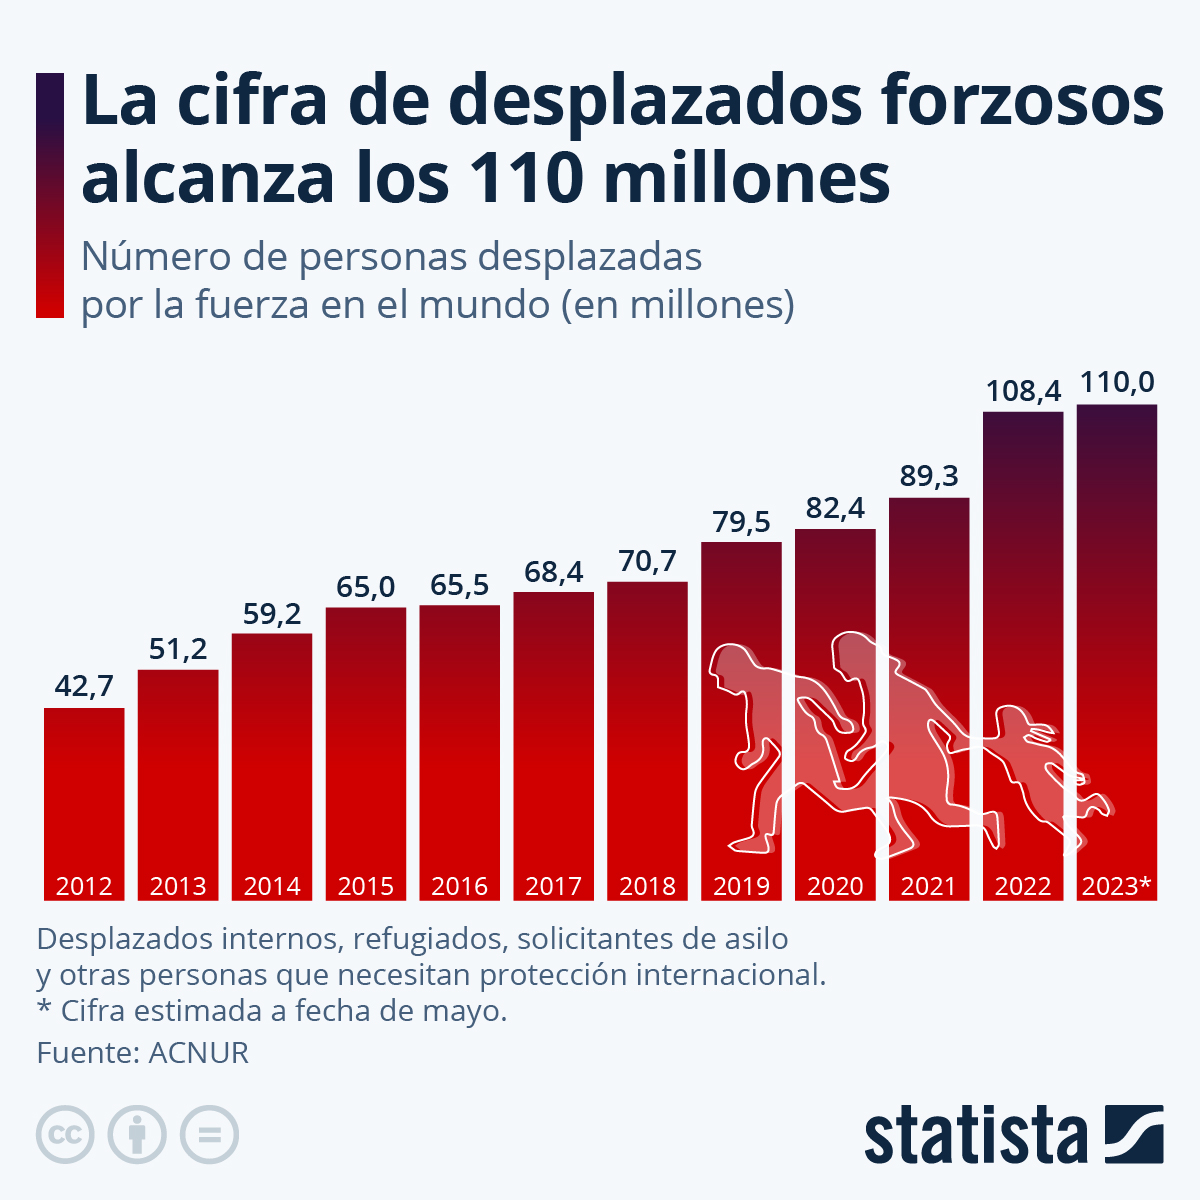 La cifra de desplazados forzosos
alcanza los 110 millones
Número de personas desplazadas
por la fuerza en el mundo (en millones)
42,7
51,2
59,2
65,0
65,5
68,4
70,7
79,5
82,4
89,3
108,4
110,0
2012
2013
2014
2015
2016
2017
2018
2019
2020
2021
2022
2023*
Desplazados internos, refugiados, solicitantes de asilo
y otras personas que necesitan protección internacional.
* Cifra estimada a fecha de mayo.
Fuente: ACNUR
cc
statista